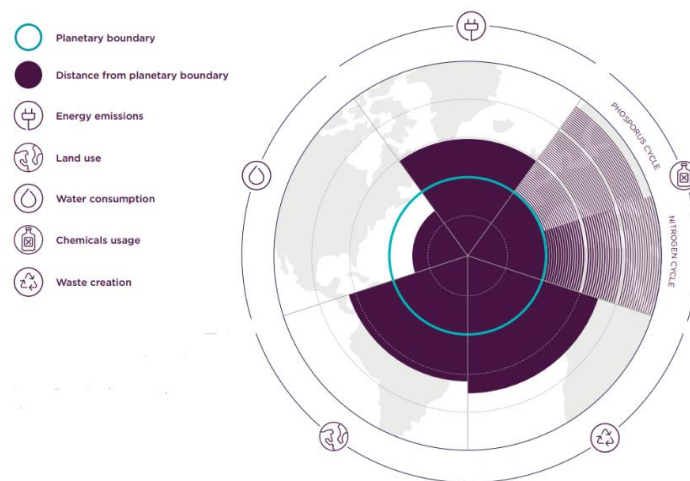 Planetary boundary
Distance from planetary boundary
Energy emissions
Land use
Water consumption
Chemicals usage
Waste creation
PHOSPORUS CYCLE
NITROGEN CYCLE